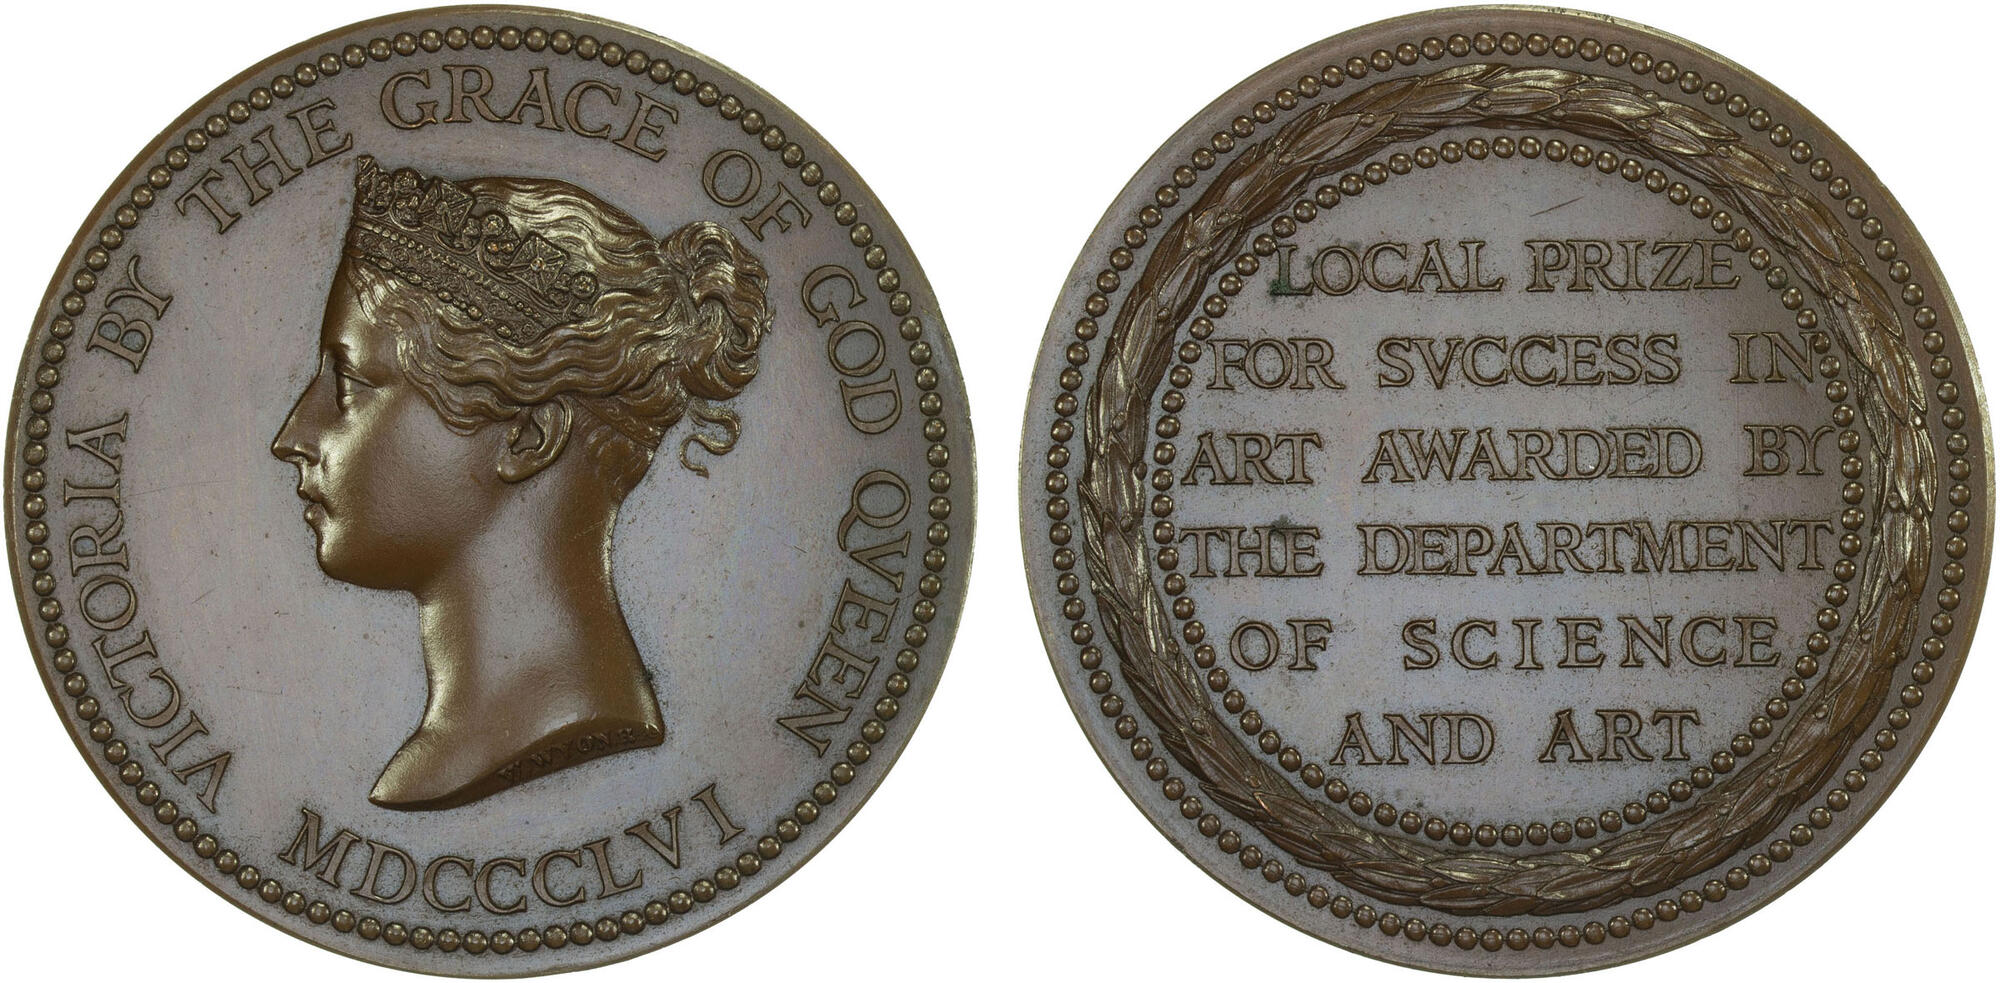 VICTORIA BY THE GRACE OF GOD QVEEN
MDCCCLVI
W WYON R A
LOCAL PRIZE
FOR SVCCESS IN
ART AWARDED BY
THE DEPARTMENT
OF SCIENCE
AND ART